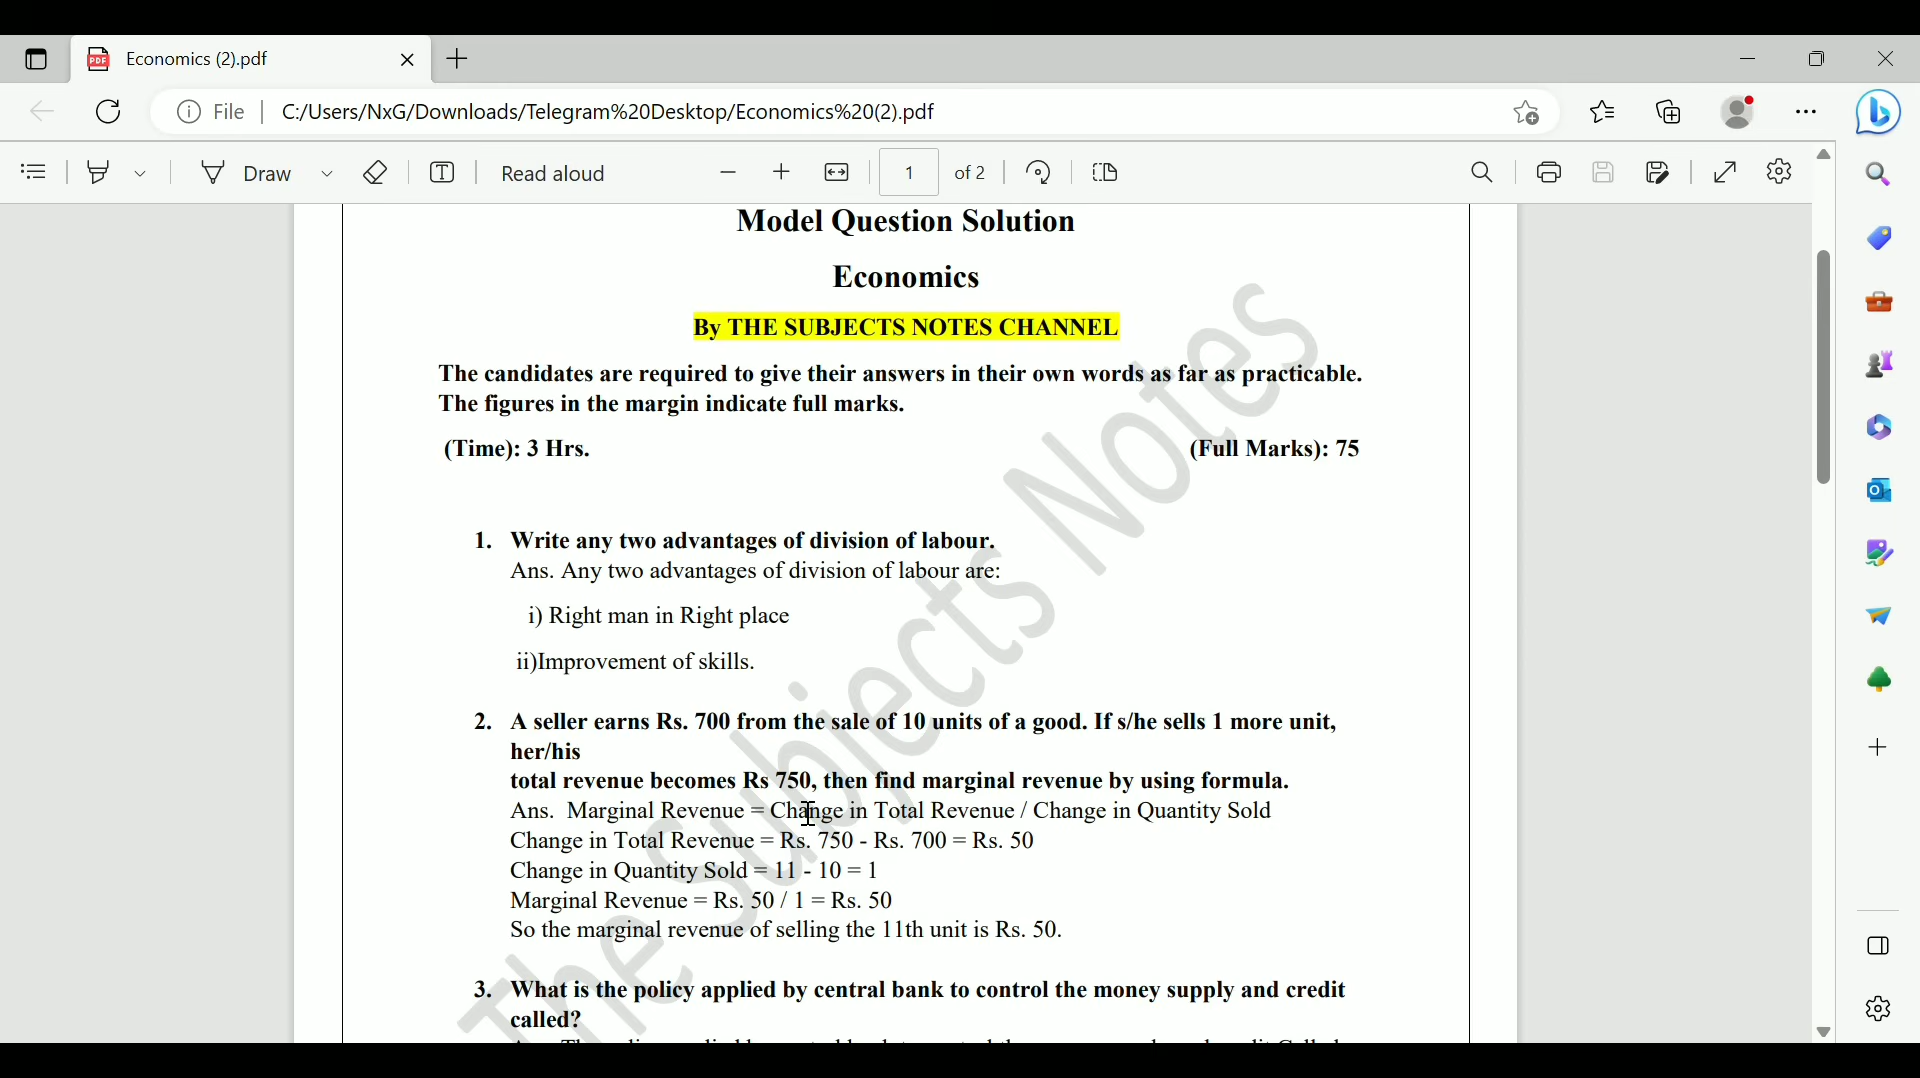 Economics (2).pdf
File
C:/Users/NxG/Downloads/Telegram%20Desktop/Economics%20(2).pdf
Draw
Read aloud
1
of 2
Model Question Solution
Economics
By THE SUBJECTS NOTES CHANNEL
The candidates are required to give their answers in their own words as far as practicable.
The figures in the margin indicate full marks.
(Time): 3 Hrs.
(Full Marks): 75
1. Write any two advantages of division of labour.
Ans. Any two advantages of division of labour are:
i) Right man in Right place
ii)Improvement of skills.
2. A seller earns Rs. 700 from the sale of 10 units of a good. If s/he sells 1 more unit,
her/his
total revenue becomes Rs 750, then find marginal revenue by using formula.
Ans. Marginal Revenue = Change in Total Revenue / Change in Quantity Sold
Change in Total Revenue = Rs. 750 - Rs. 700 = Rs. 50
Change in Quantity Sold = 11 - 10 = 1
Marginal Revenue = Rs. 50 / 1 = Rs. 50
So the marginal revenue of selling the 11th unit is Rs. 50.
3. What is the policy applied by central bank to control the money supply and credit
called?
The Subjects Notes